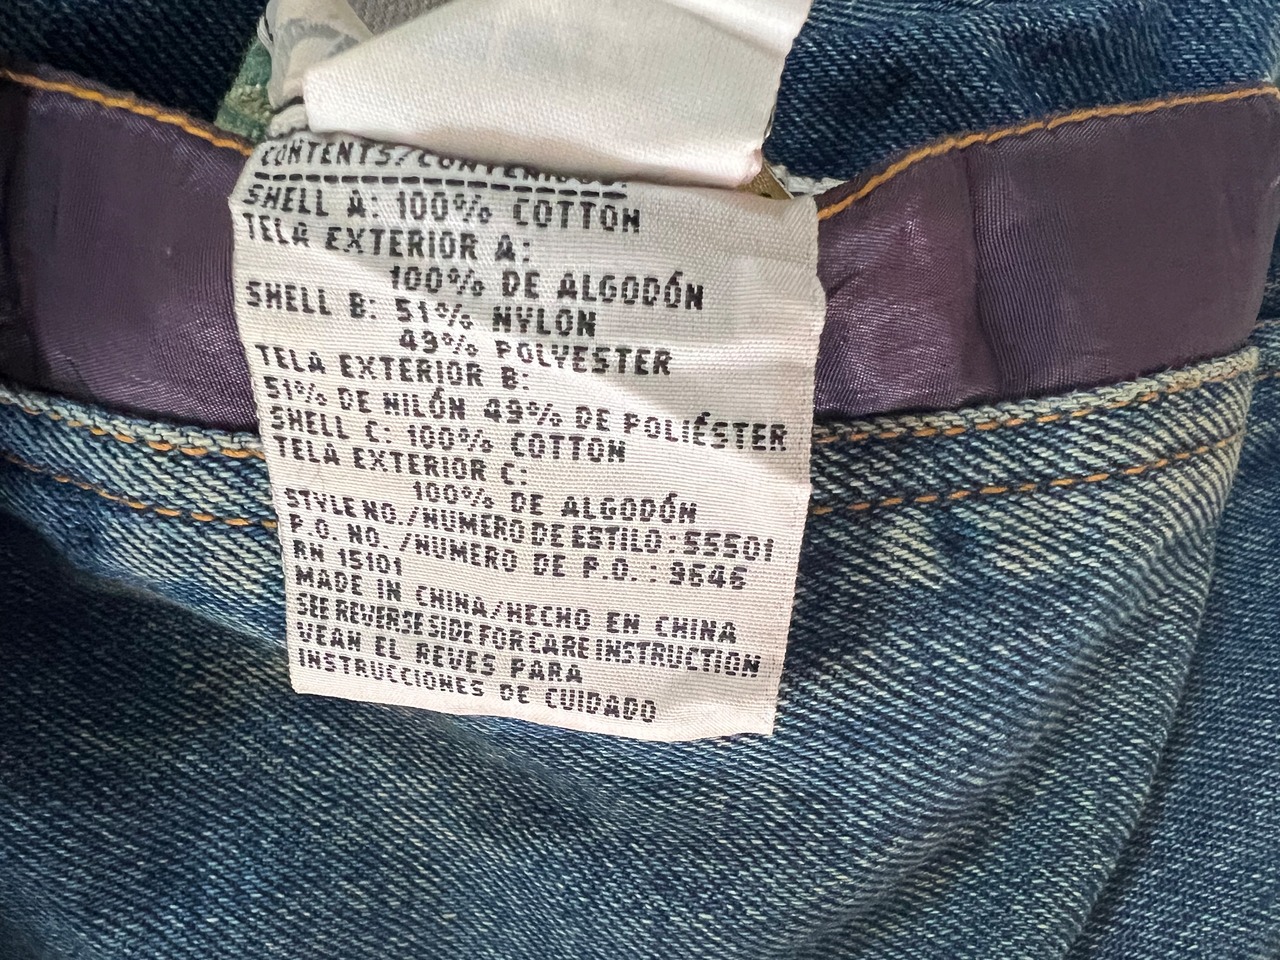 CONTENTS/CONTENIDOS:
SHELL A: 100% COTTON
TELA EXTERIOR A:
100% DE ALGODÓN
SHELL B: 51% NYLON
49% POLYESTER
TELA EXTERIOR B:
51% DE NILÓN 49% DE POLIÉSTER
SHELL C: 100% COTTON
TELA EXTERIOR C:
100% DE ALGODÓN
STYLE NO./NUMERO DE ESTILO :55501
P.O. NO. /NUMERO DE P.O. : 9646
RN 15101
MADE IN CHINA/HECHO EN CHINA
SEE REVERSE SIDE FOR CARE INSTRUCTION
VEAN EL REVES PARA
INSTRUCCIONES DE CUIDADO